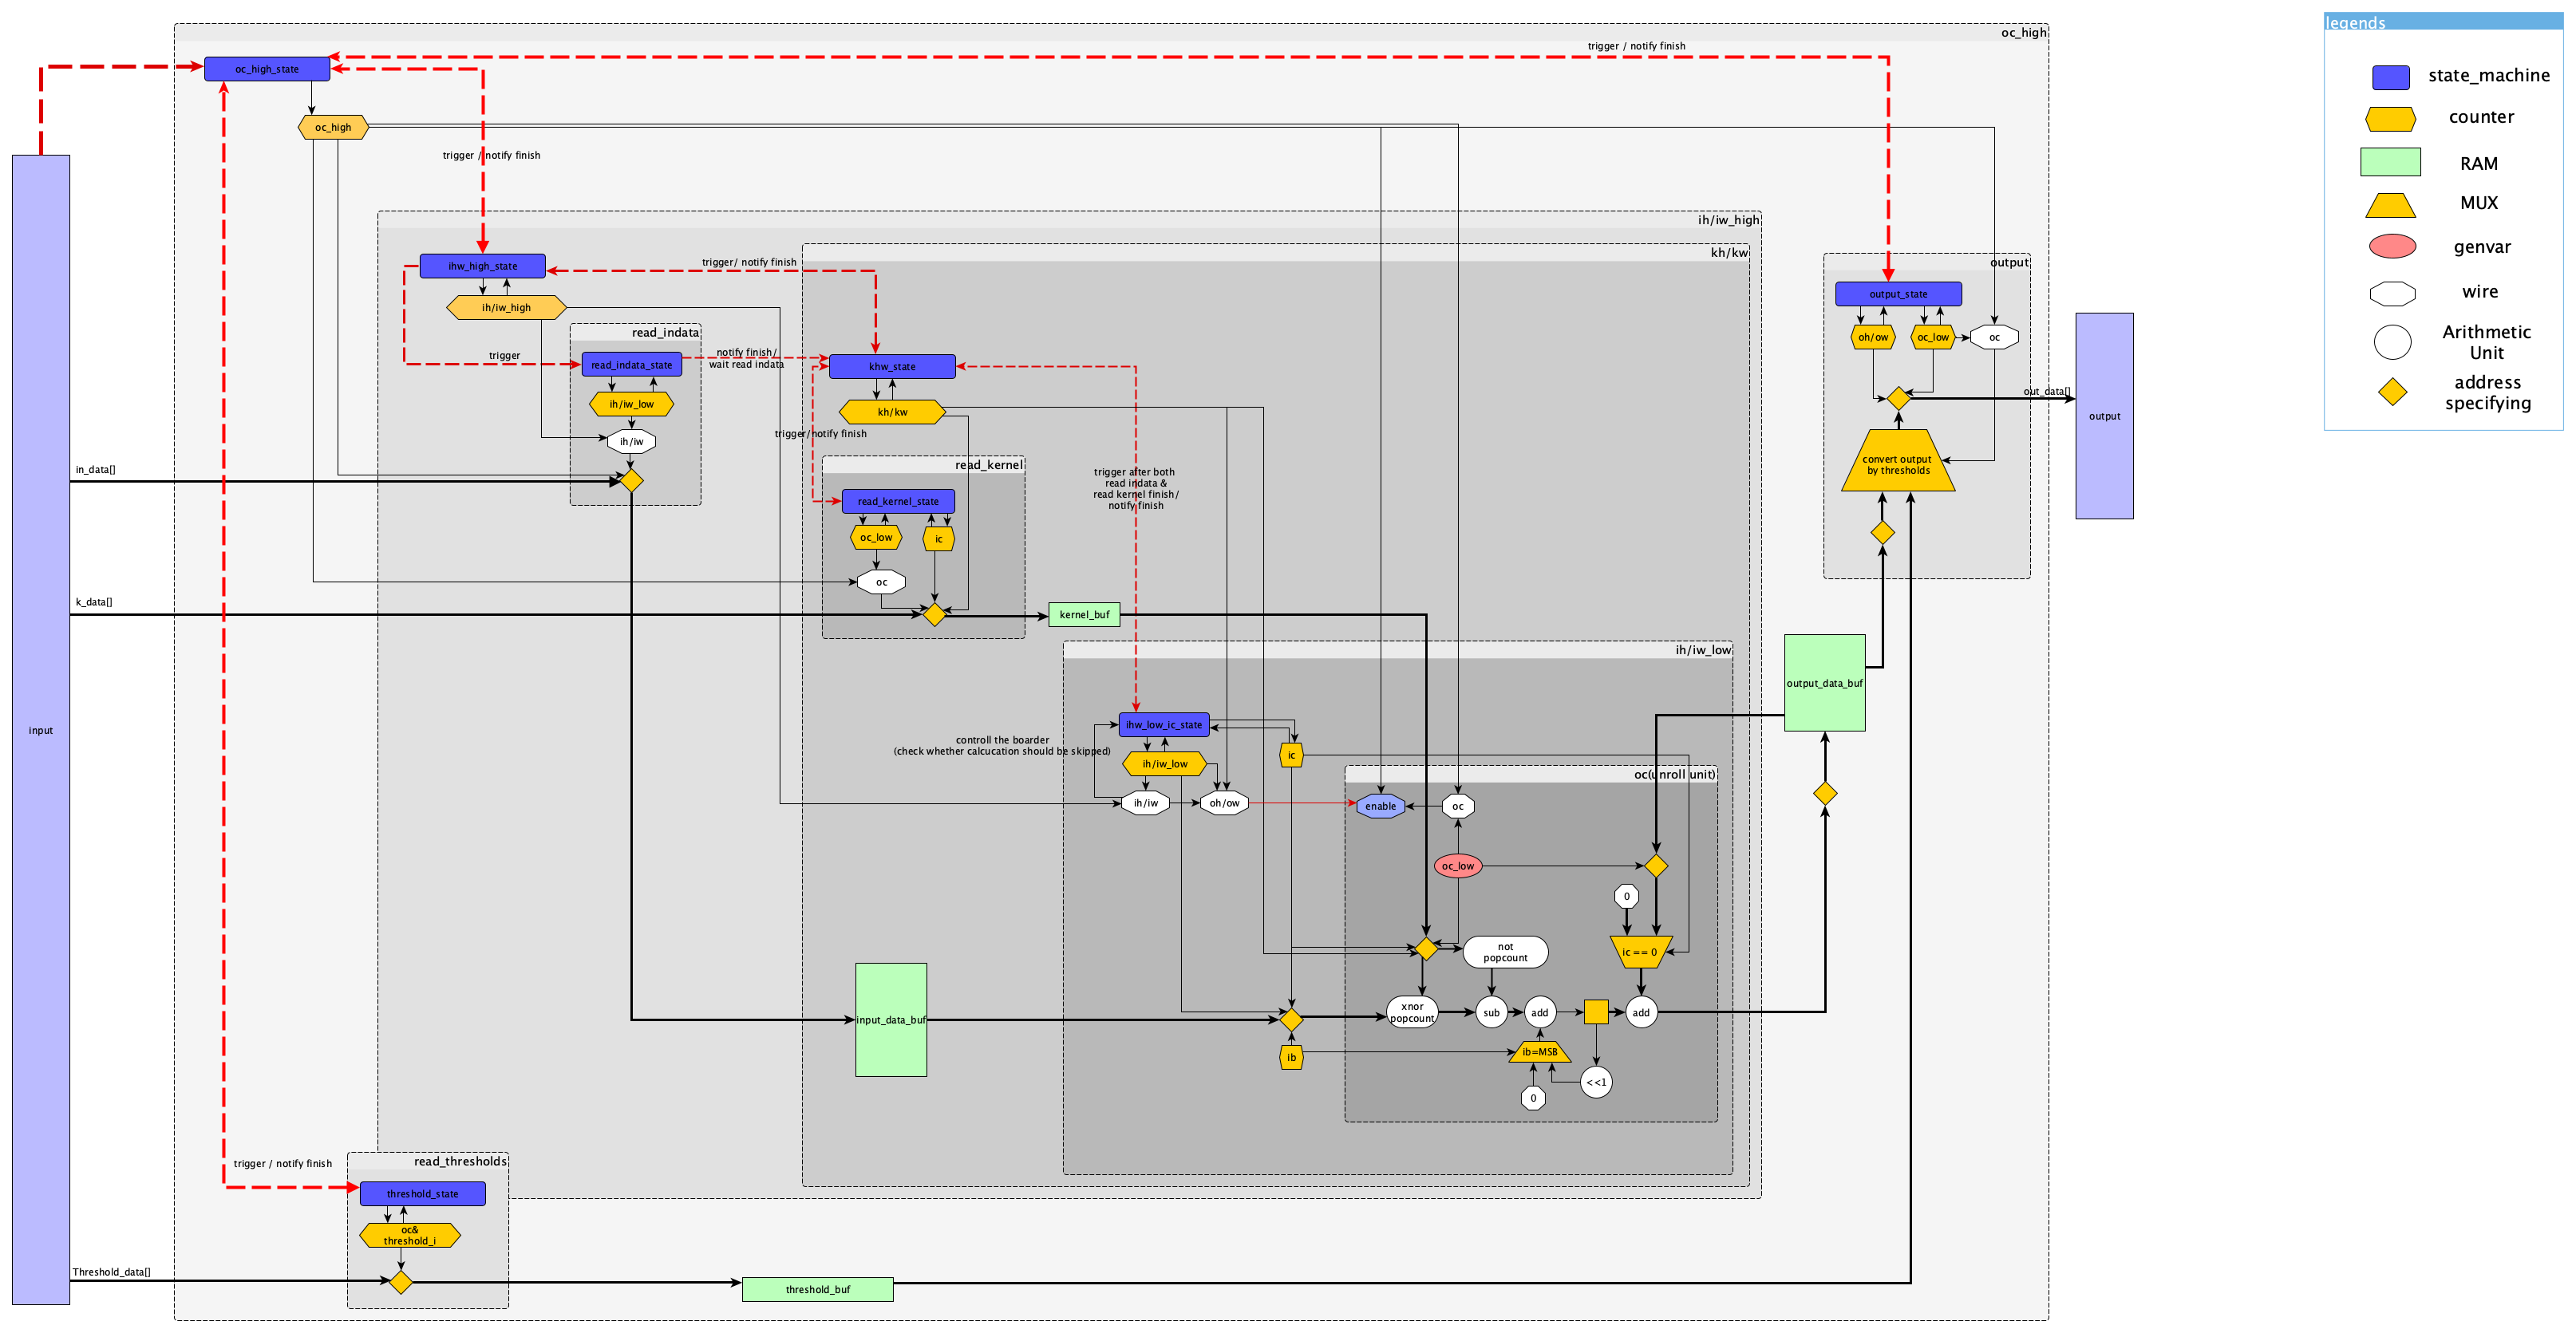 legends
oc_high
trigger / notify finish
oc_high_state
state_machine
counter
oc_high
trigger / notify finish
RAM
MUX
ih/iw_high
genvar
kh/kw
trigger/ notify finish
output
ihw_high_state
output_state
wire
ih/iw_high
read_indata
oh/ow
oc_low
oc
Arithmetic
Unit
trigger
notify finish/
wait read indata
read_indata_state
khw_state
address
specifying
out_data[]
ih/iw_low
kh/kw
output
trigger/notify finish
ih/iw
convert output
by thresholds
in_data[]
read_kernel
trigger after both
read indata &
read kernel finish/
notify finish
read_kernel_state
oc_low
ic
oc
k_data[]
kernel_buf
ih/iw_low
output_data_buf
input
ihw_low_ic_state
controll the boarder
(check whether calcucation should be skipped)
ic
ih/iw_low
oc(unroll unit)
ih/iw
oh/ow
enable
oc
oc_low
0
not
popcount
ic == 0
input_data_buf
xnor
popcount
sub
add
add
ib
ib=MSB
<<1
0
trigger / notify finish
read_thresholds
threshold_state
oc&
threshold_i
Threshold_data[]
threshold_buf